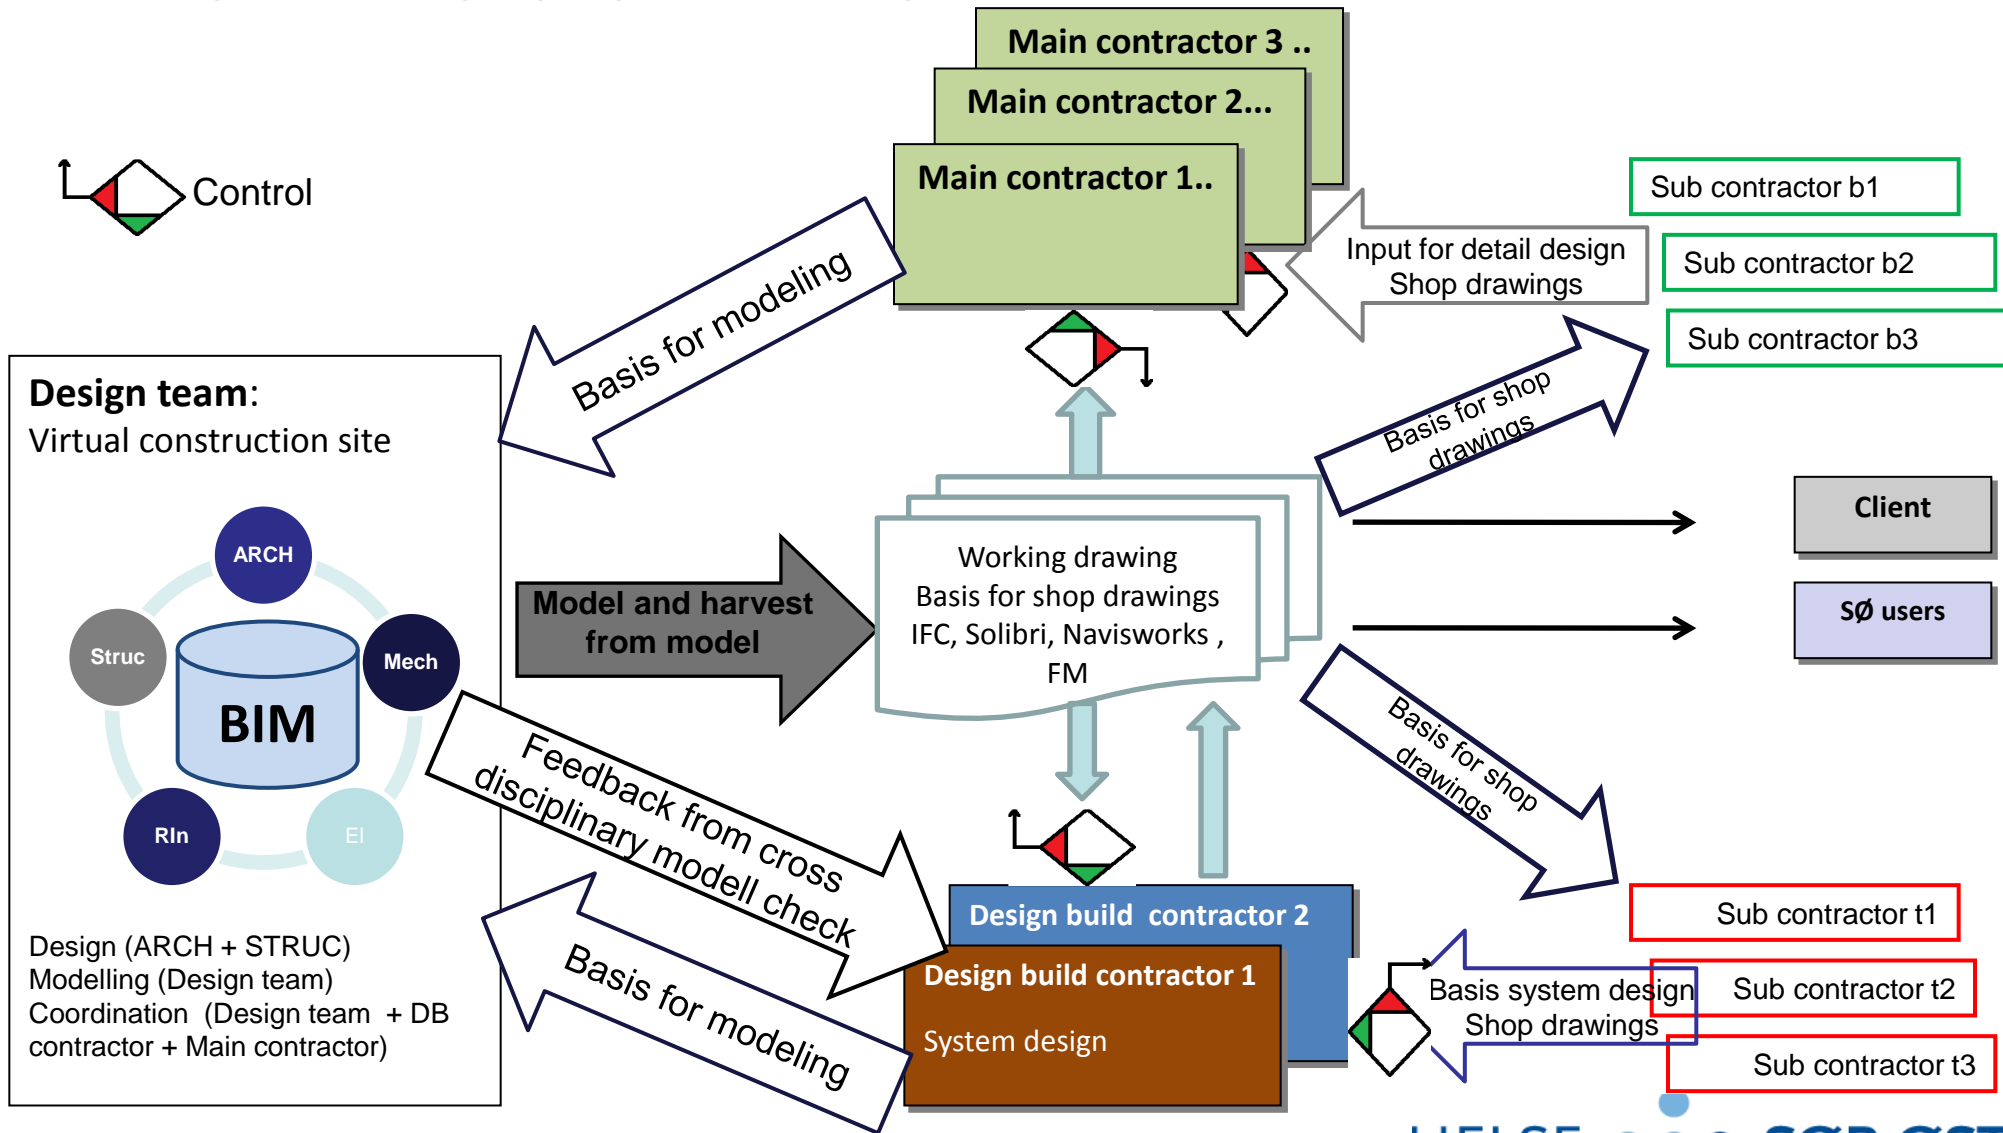 Main contractor 3 ..
Main contractor 2...
Main contractor 1..
Control
Sub contractor b1
Sub contractor b2
Sub contractor b3
Input for detail design
Shop drawings
Basis for modeling
Basis for shop
drawings
Design team:
Virtual construction site
ARCH
Struc
Mech
BIM
RIn
El
Design (ARCH + STRUC)
Modelling (Design team)
Coordination (Design team + DB
contractor + Main contractor)
Model and harvest
from model
Working drawing
Basis for shop drawings
IFC, Solibri, Navisworks ,
FM
Client
SØ users
Feedback from cross
disciplinary modell check
Basis for modeling
Basis for shop
drawings
Design build contractor 2
Design build contractor 1
System design
Basis system design
Shop drawings
Sub contractor t1
Sub contractor t2
Sub contractor t3